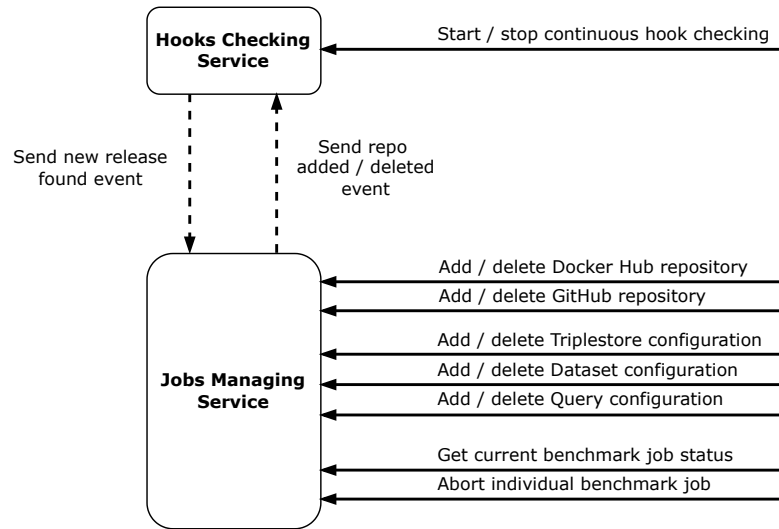 Hooks Checking
Service
Start / stop continuous hook checking
Send new release
found event
Send repo
added / deleted
event
Add / delete Docker Hub repository
Add / delete GitHub repository
Add / delete Triplestore configuration
Jobs Managing
Service
Add / delete Dataset configuration
Add / delete Query configuration
Get current benchmark job status
Abort individual benchmark job